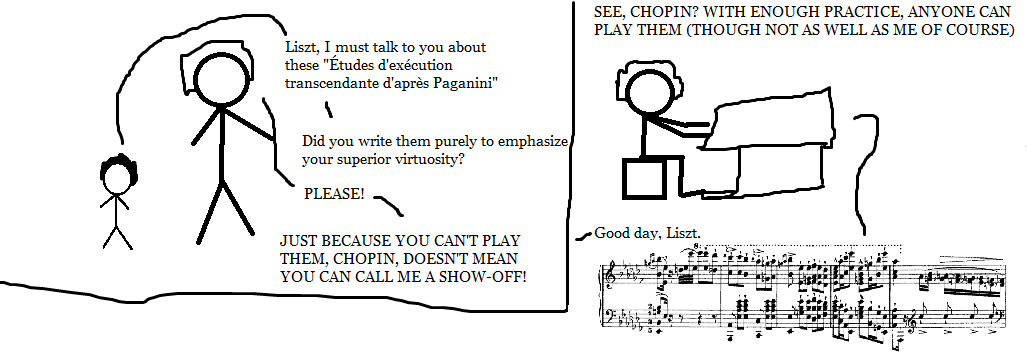 Liszt, I must talk to you about
these "Études d'exécution
transcendante d'après Paganini"
Did you write them purely to emphasize
your superior virtuosity?
PLEASE!
JUST BECAUSE YOU CAN'T PLAY
THEM, CHOPIN, DOESN'T MEAN
YOU CAN CALL ME A SHOW-OFF!
SEE, CHOPIN? WITH ENOUGH PRACTICE, ANYONE CAN
PLAY THEM (THOUGH NOT AS WELL AS ME OF COURSE)
Good day, Liszt.